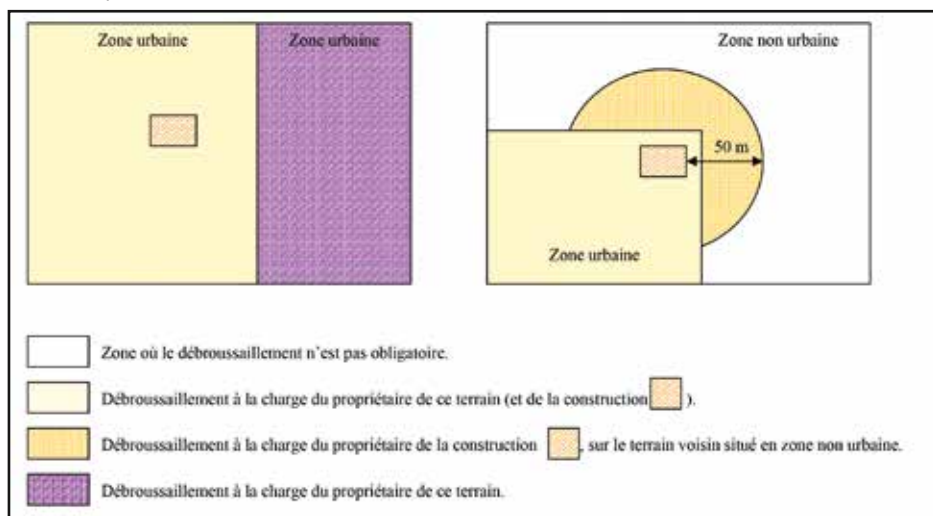 Zone urbaine
Zone urbaine
Zone non urbaine
50 m
Zone urbaine
Zone où le débroussaillement n'est pas obligatoire.
Débroussaillement à la charge du propriétaire de ce terrain (et de la construction ).
Débroussaillement à la charge du propriétaire de la construction , sur le terrain voisin situé en zone non urbaine.
Débroussaillement à la charge du propriétaire de ce terrain.